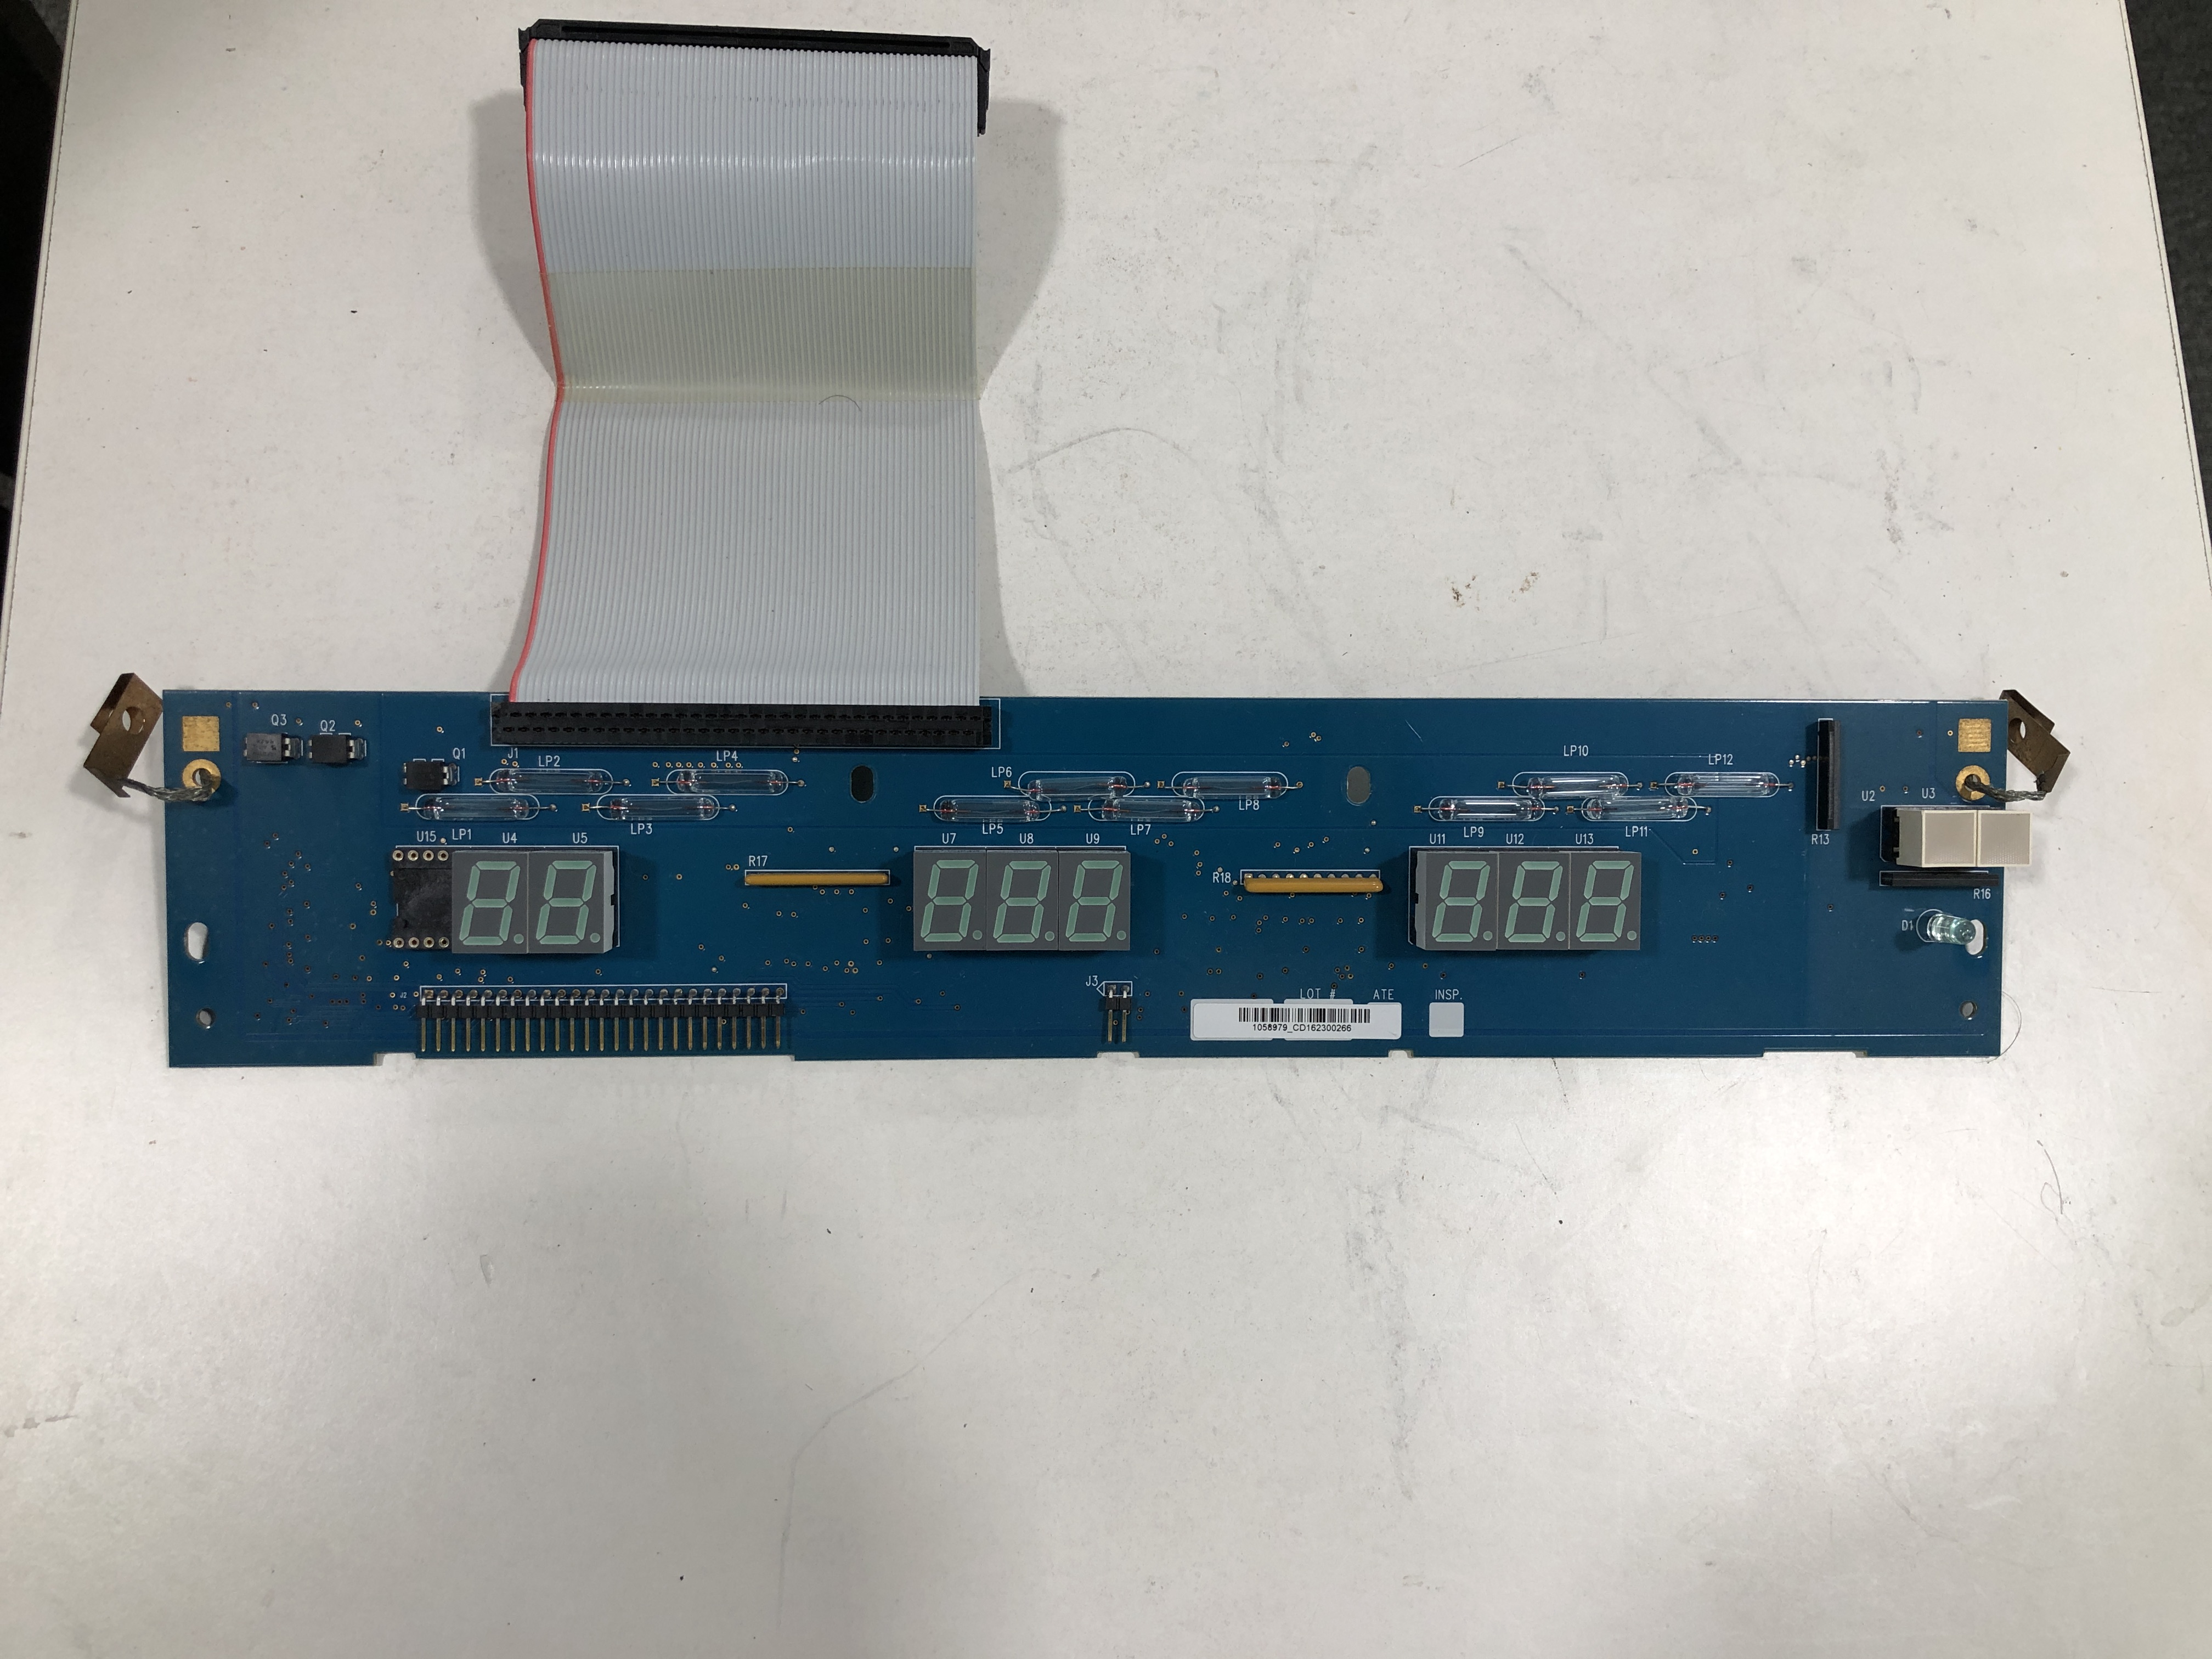 Q3
Q2
Q1
J1
LP2
LP4
LP6
LP8
LP10
LP12
U2
U3
U15
LP1
U4
U5
LP3
U7
LP5
U8
U9
LP7
U11
LP9
U12
U13
LP11
R13
R17
R18
R16
D1
J2
J3
LOT #
ATE
INSP.
1058979_CD162300266